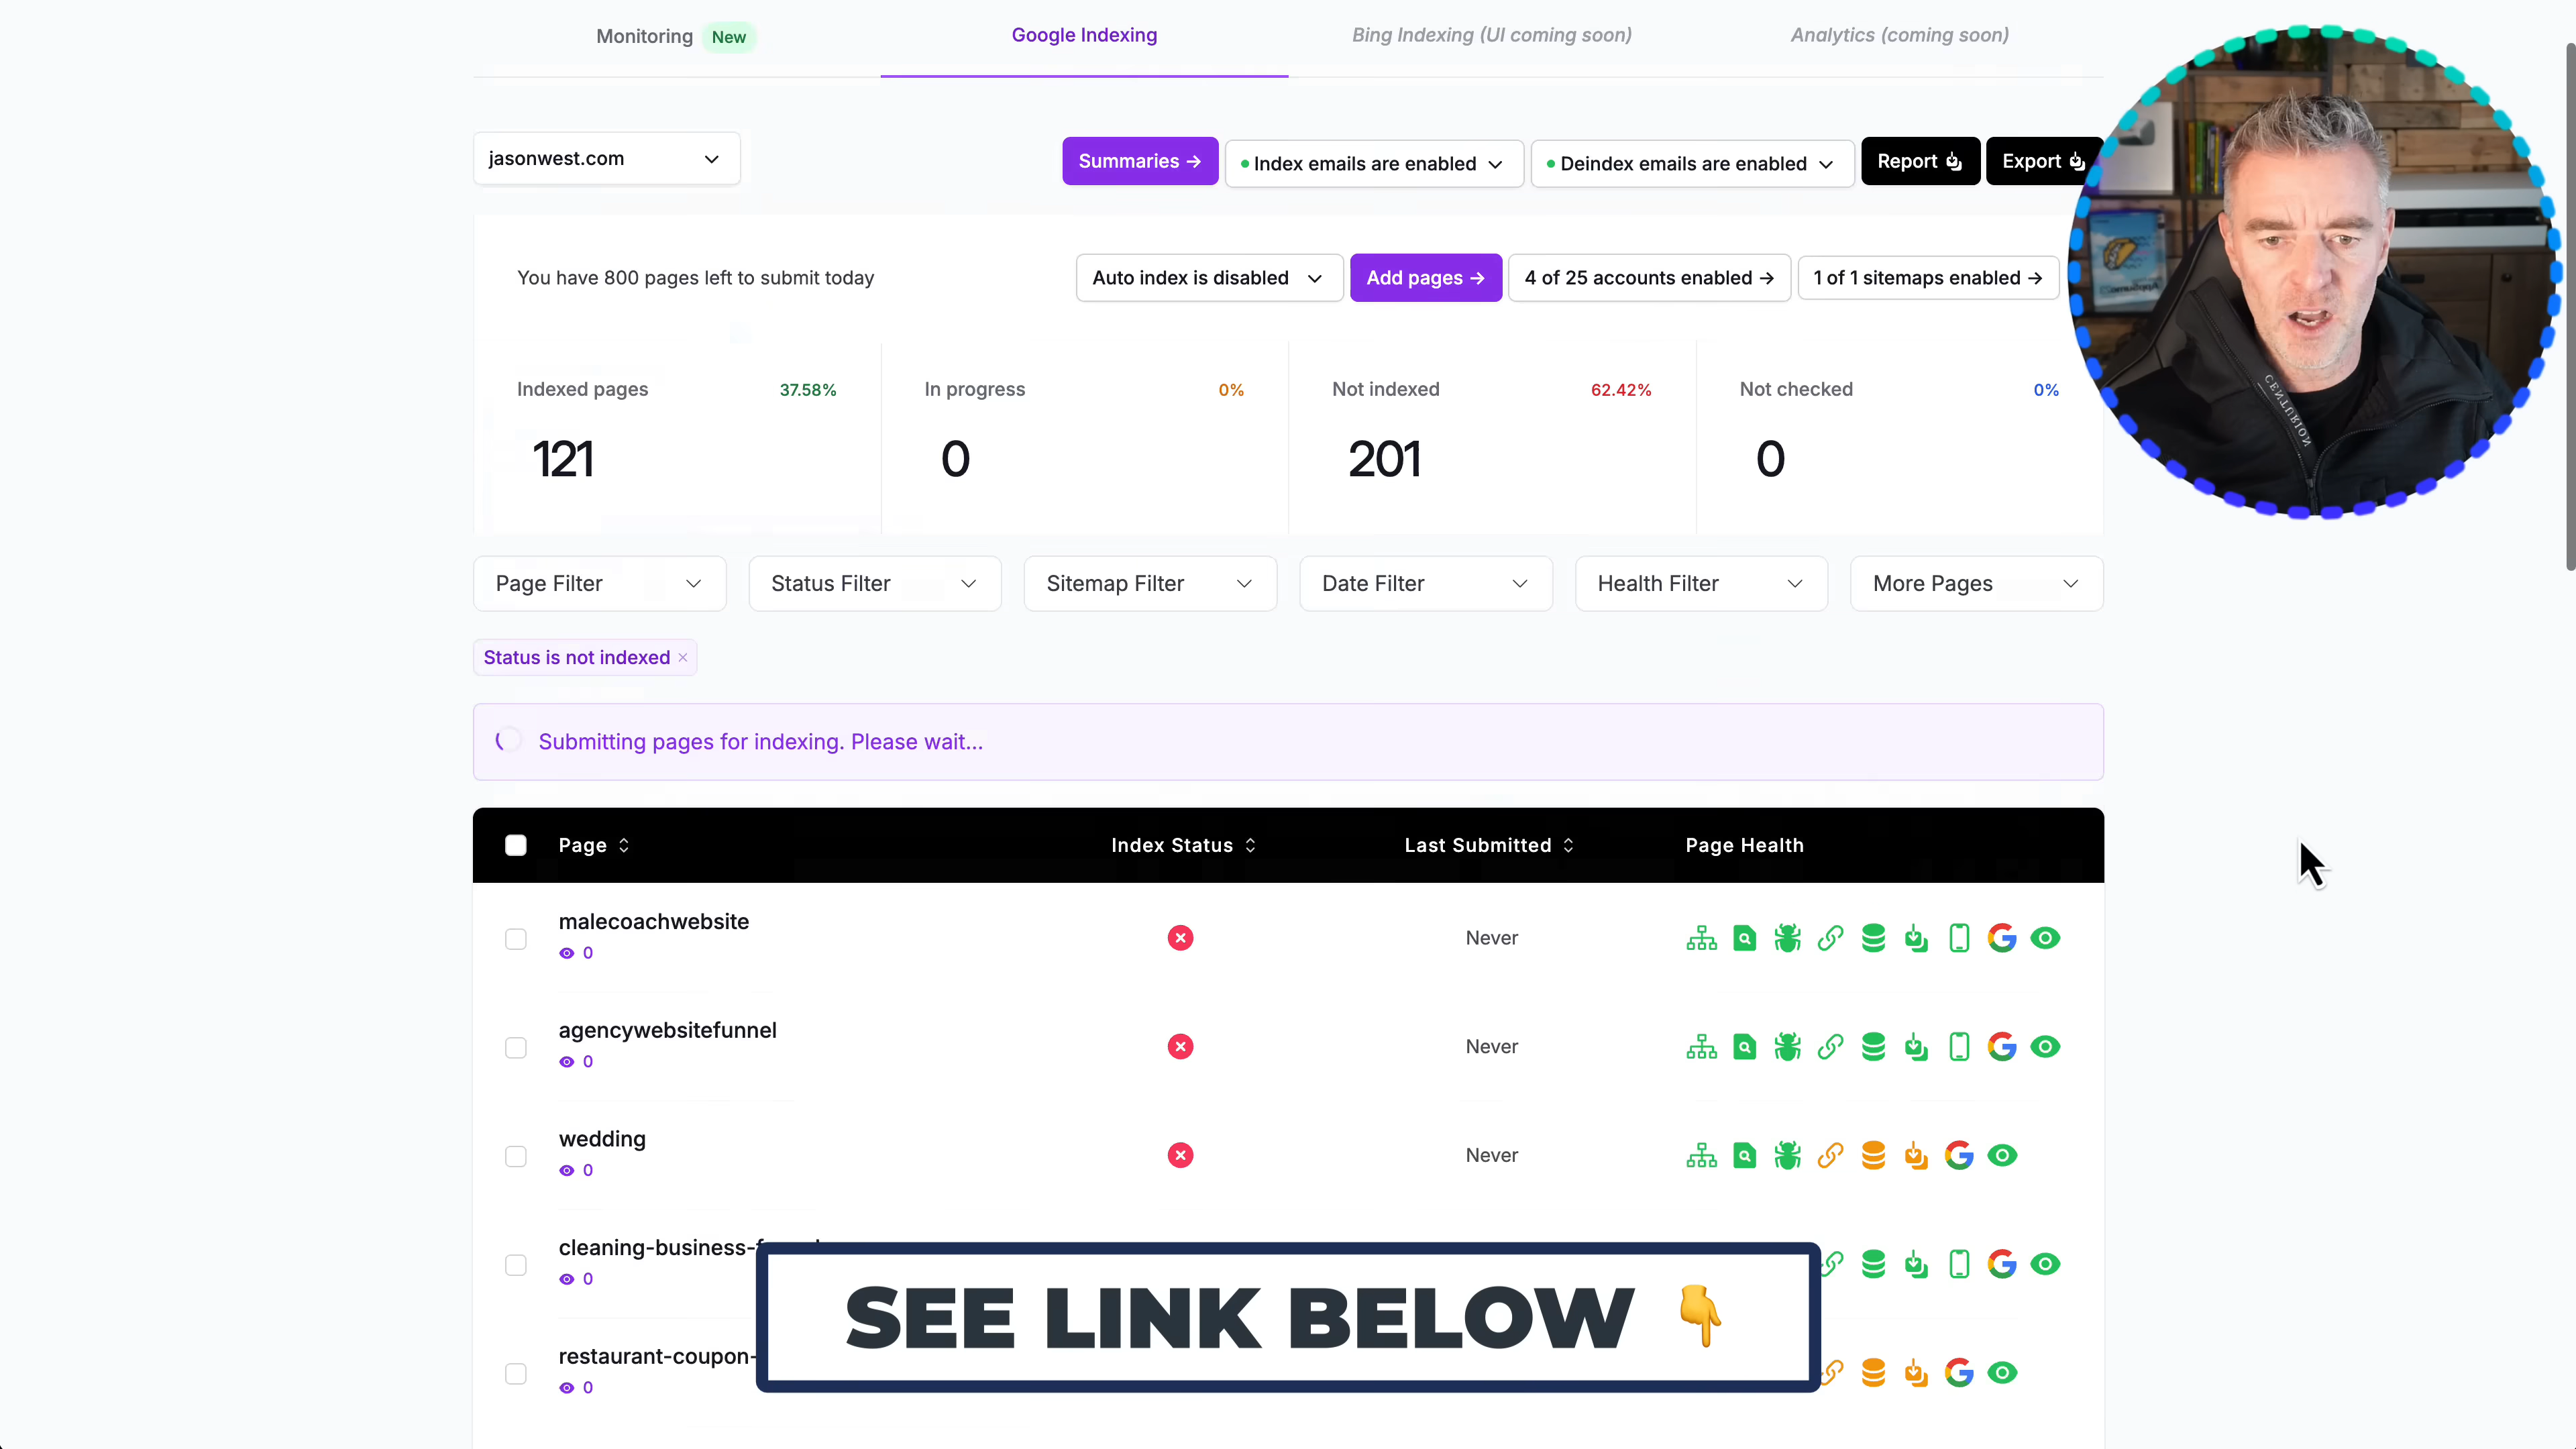 Monitoring New
Google Indexing
Bing Indexing (UI coming soon)
Analytics (coming soon)
jasonwest.com
Summaries →
Index emails are enabled
Deindex emails are enabled
Report
Export
You have 800 pages left to submit today
Auto index is disabled
Add pages →
4 of 25 accounts enabled →
1 of 1 sitemaps enabled →
Indexed pages 37.58%
121
In progress 0%
0
Not indexed 62.42%
201
Not checked 0%
0
Page Filter
Status Filter
Sitemap Filter
Date Filter
Health Filter
More Pages
Status is not indexed ×
Submitting pages for indexing. Please wait...
Page
Index Status
Last Submitted
Page Health
malecoachwebsite
0
Never
agencywebsitefunnel
0
Never
wedding
0
Never
cleaning-business-
0
restaurant-coupon-
0
SEE LINK BELOW 👇
CENTURION